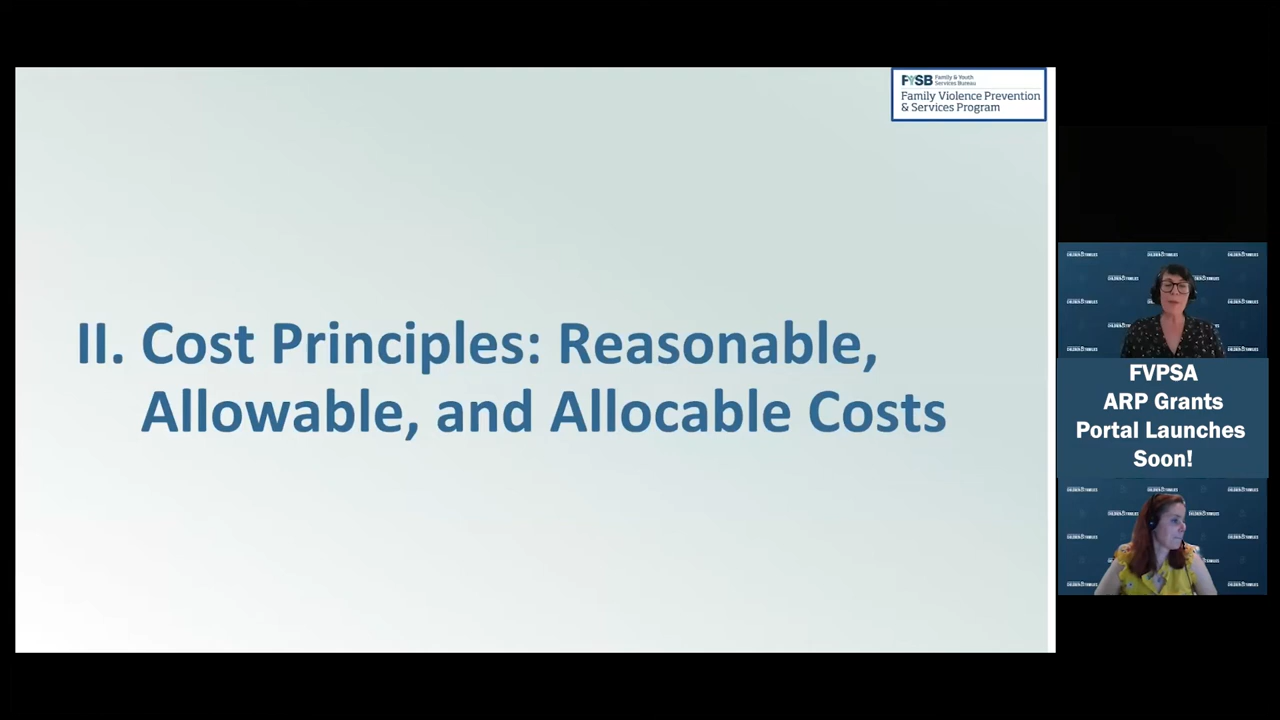 FYSB Family & Youth
Services Bureau
Family Violence Prevention
& Services Program
II. Cost Principles: Reasonable,
Allowable, and Allocable Costs
FVPSA
ARP Grants
Portal Launches
Soon!